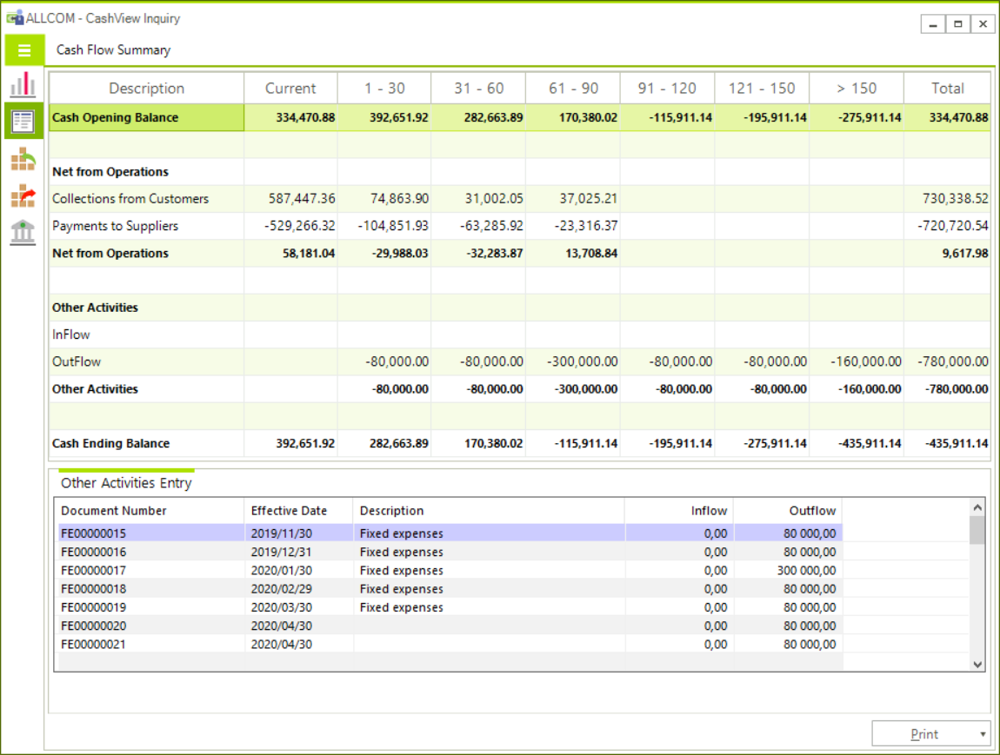 ALLCOM - CashView Inquiry
Cash Flow Summary
Description Current 1 - 30 31 - 60 61 - 90 91 - 120 121 - 150 > 150 Total
Cash Opening Balance 334,470.88 392,651.92 282,663.89 170,380.02 -115,911.14 -195,911.14 -275,911.14 334,470.88
Net from Operations
Collections from Customers 587,447.36 74,863.90 31,002.05 37,025.21 730,338.52
Payments to Suppliers -529,266.32 -104,851.93 -63,285.92 -23,316.37 -720,720.54
Net from Operations 58,181.04 -29,988.03 -32,283.87 13,708.84 9,617.98
Other Activities
InFlow
OutFlow -80,000.00 -80,000.00 -300,000.00 -80,000.00 -80,000.00 -160,000.00 -780,000.00
Other Activities -80,000.00 -80,000.00 -300,000.00 -80,000.00 -80,000.00 -160,000.00 -780,000.00
Cash Ending Balance 392,651.92 282,663.89 170,380.02 -115,911.14 -195,911.14 -275,911.14 -435,911.14 -435,911.14
Other Activities Entry
Document Number Effective Date Description Inflow Outflow
FE00000015 2019/11/30 Fixed expenses 0,00 80 000,00
FE00000016 2019/12/31 Fixed expenses 0,00 80 000,00
FE00000017 2020/01/30 Fixed expenses 0,00 300 000,00
FE00000018 2020/02/29 Fixed expenses 0,00 80 000,00
FE00000019 2020/03/30 Fixed expenses 0,00 80 000,00
FE00000020 2020/04/30 0,00 80 000,00
FE00000021 2020/04/30 0,00 80 000,00
Print